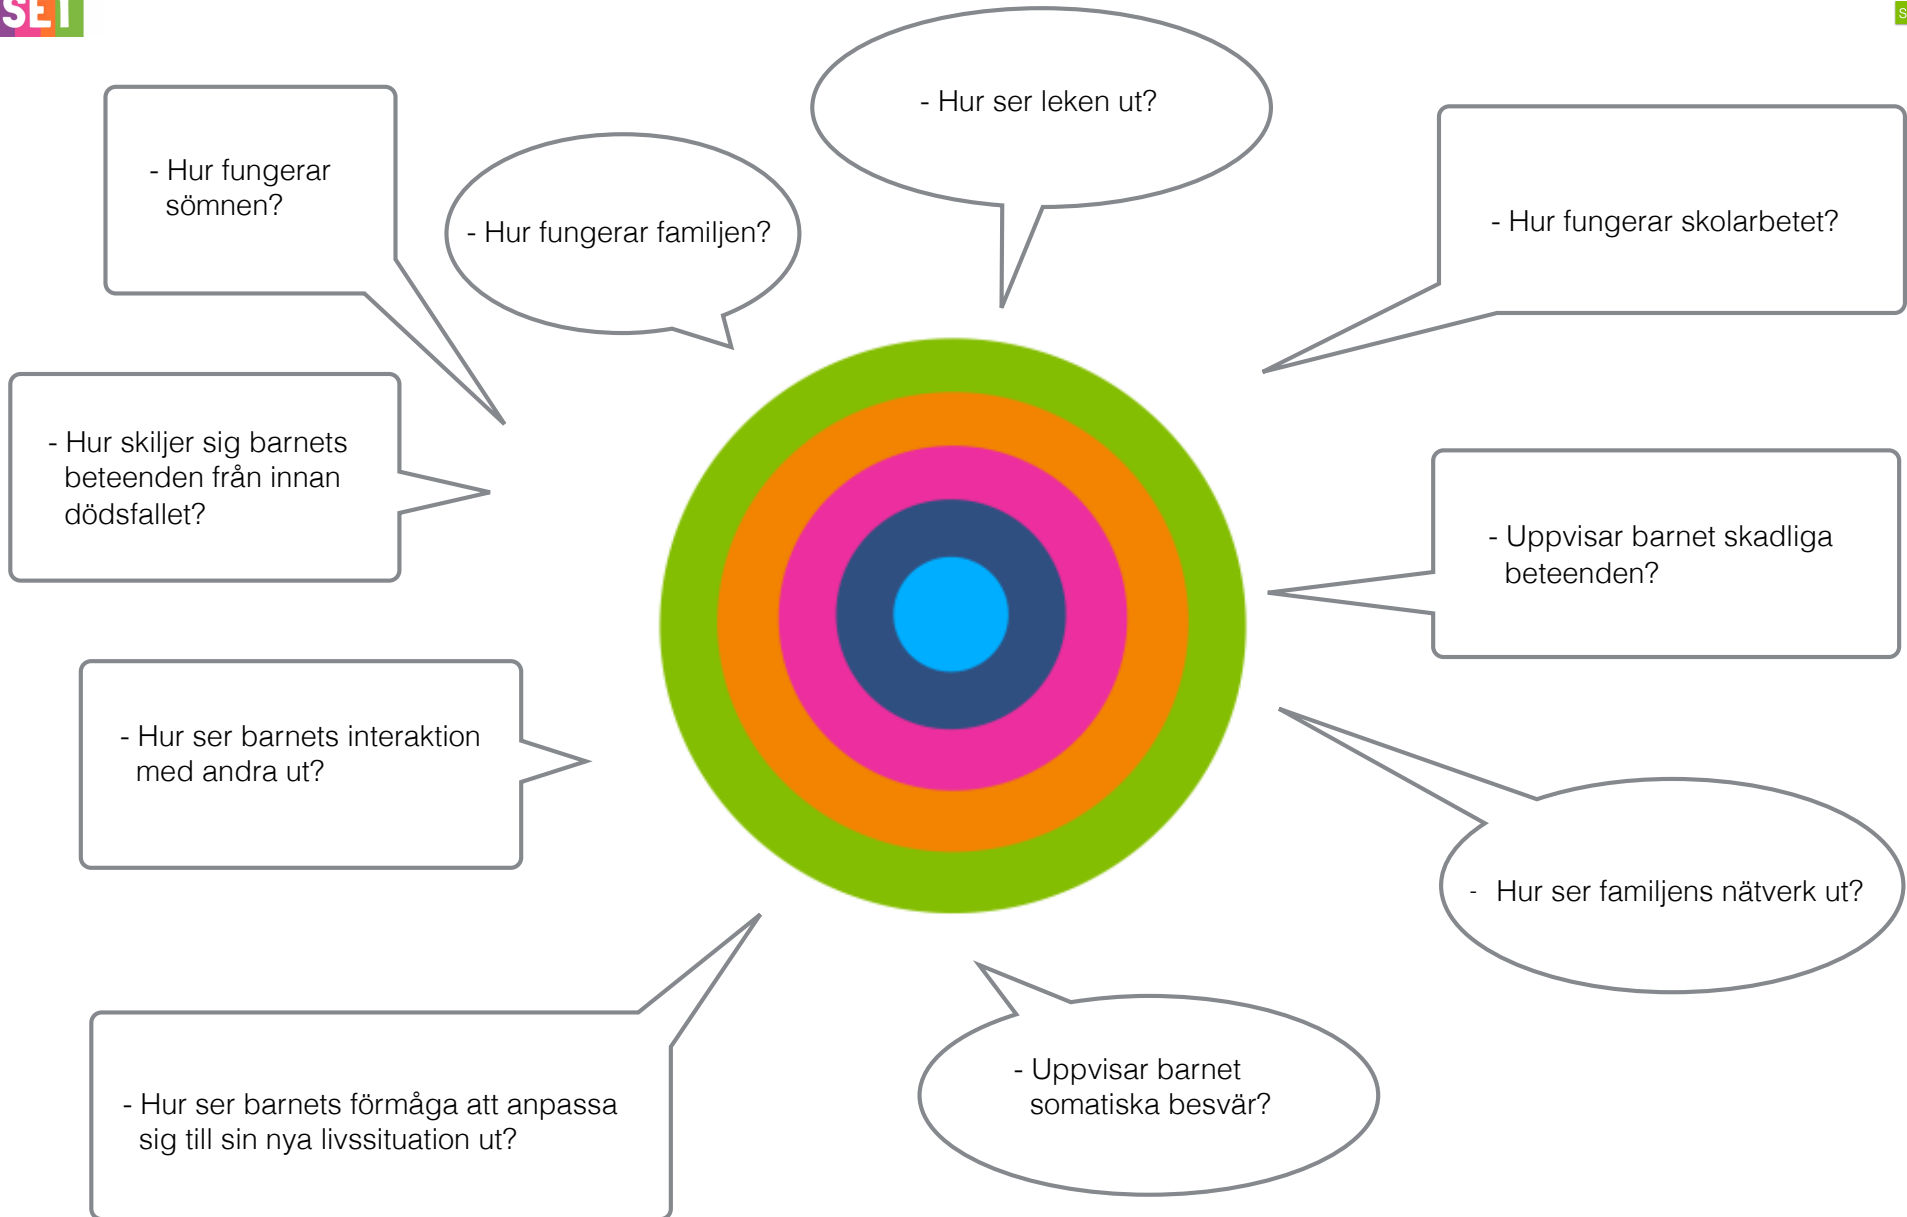 SET
S
- Hur ser leken ut?
- Hur fungerar
sömnen?
- Hur fungerar familjen?
- Hur fungerar skolarbetet?
- Hur skiljer sig barnets
beteenden från innan
dödsfallet?
- Uppvisar barnet skadliga
beteenden?
- Hur ser barnets interaktion
med andra ut?
- Hur ser familjens nätverk ut?
- Uppvisar barnet
somatiska besvär?
- Hur ser barnets förmåga att anpassa
sig till sin nya livssituation ut?